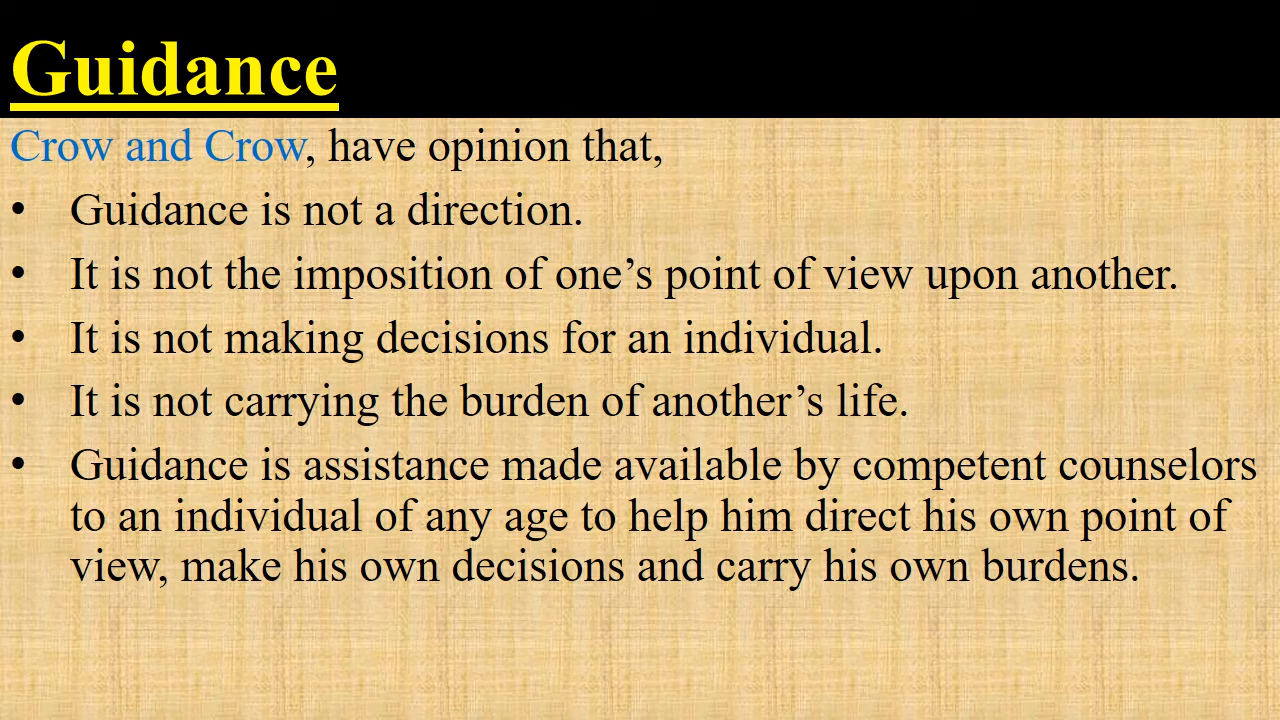 Guidance
Crow and Crow, have opinion that,
• Guidance is not a direction.
• It is not the imposition of one’s point of view upon another.
• It is not making decisions for an individual.
• It is not carrying the burden of another’s life.
• Guidance is assistance made available by competent counselors
to an individual of any age to help him direct his own point of
view, make his own decisions and carry his own burdens.